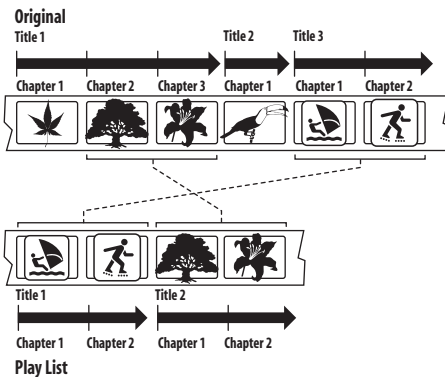 Original
Title 1 Title 2 Title 3
Chapter 1 Chapter 2 Chapter 3 Chapter 1 Chapter 1 Chapter 2
Title 1 Title 2
Chapter 1 Chapter 2 Chapter 1 Chapter 2
Play List